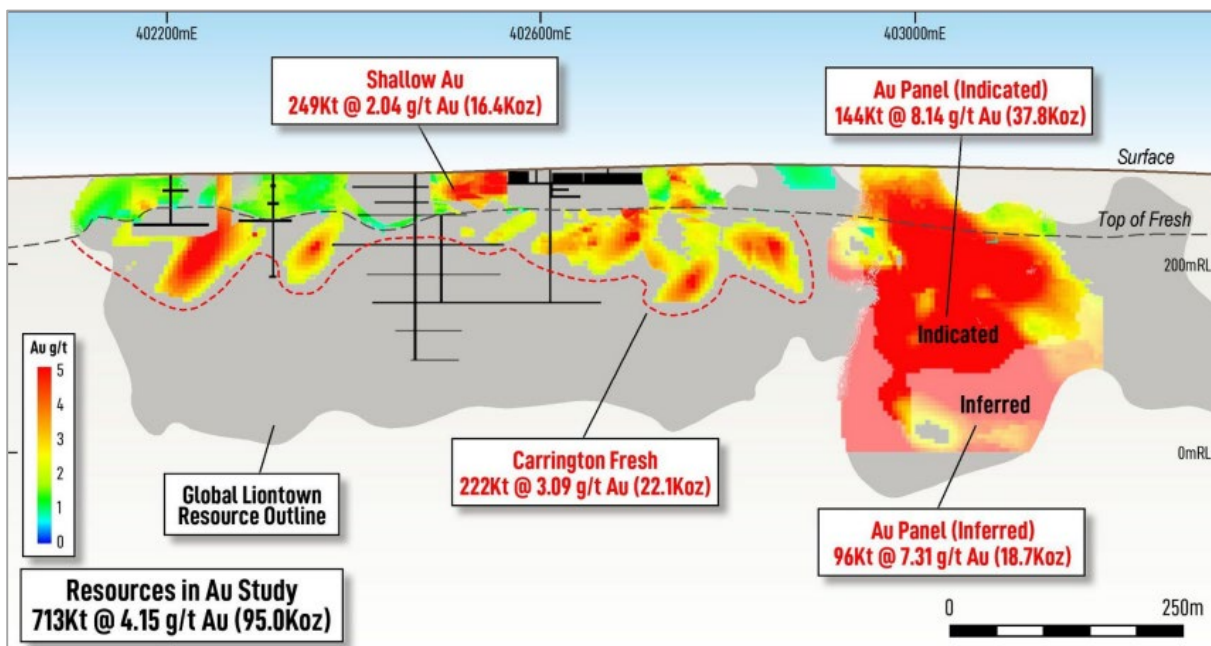 402200mE
402600mE
403000mE
Shallow Au
249Kt @ 2.04 g/t Au (16.4Koz)
Au Panel (Indicated)
144Kt @ 8.14 g/t Au (37.8Koz)
Surface
Top of Fresh
200mRL
Indicated
Inferred
0mRL
Au g/t
5
4
3
2
1
0
Global Liontown
Resource Outline
Carrington Fresh
222Kt @ 3.09 g/t Au (22.1Koz)
Au Panel (Inferred)
96Kt @ 7.31 g/t Au (18.7Koz)
Resources in Au Study
713Kt @ 4.15 g/t Au (95.0Koz)
0
250m